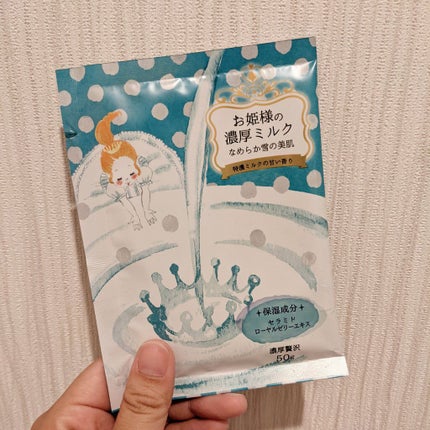 お姫様の
濃厚ミルク
なめらか雪の美肌
特濃ミルクの甘い香り
+保湿成分+
セラミド
ローヤルゼリーエキス
濃厚贅沢
50g